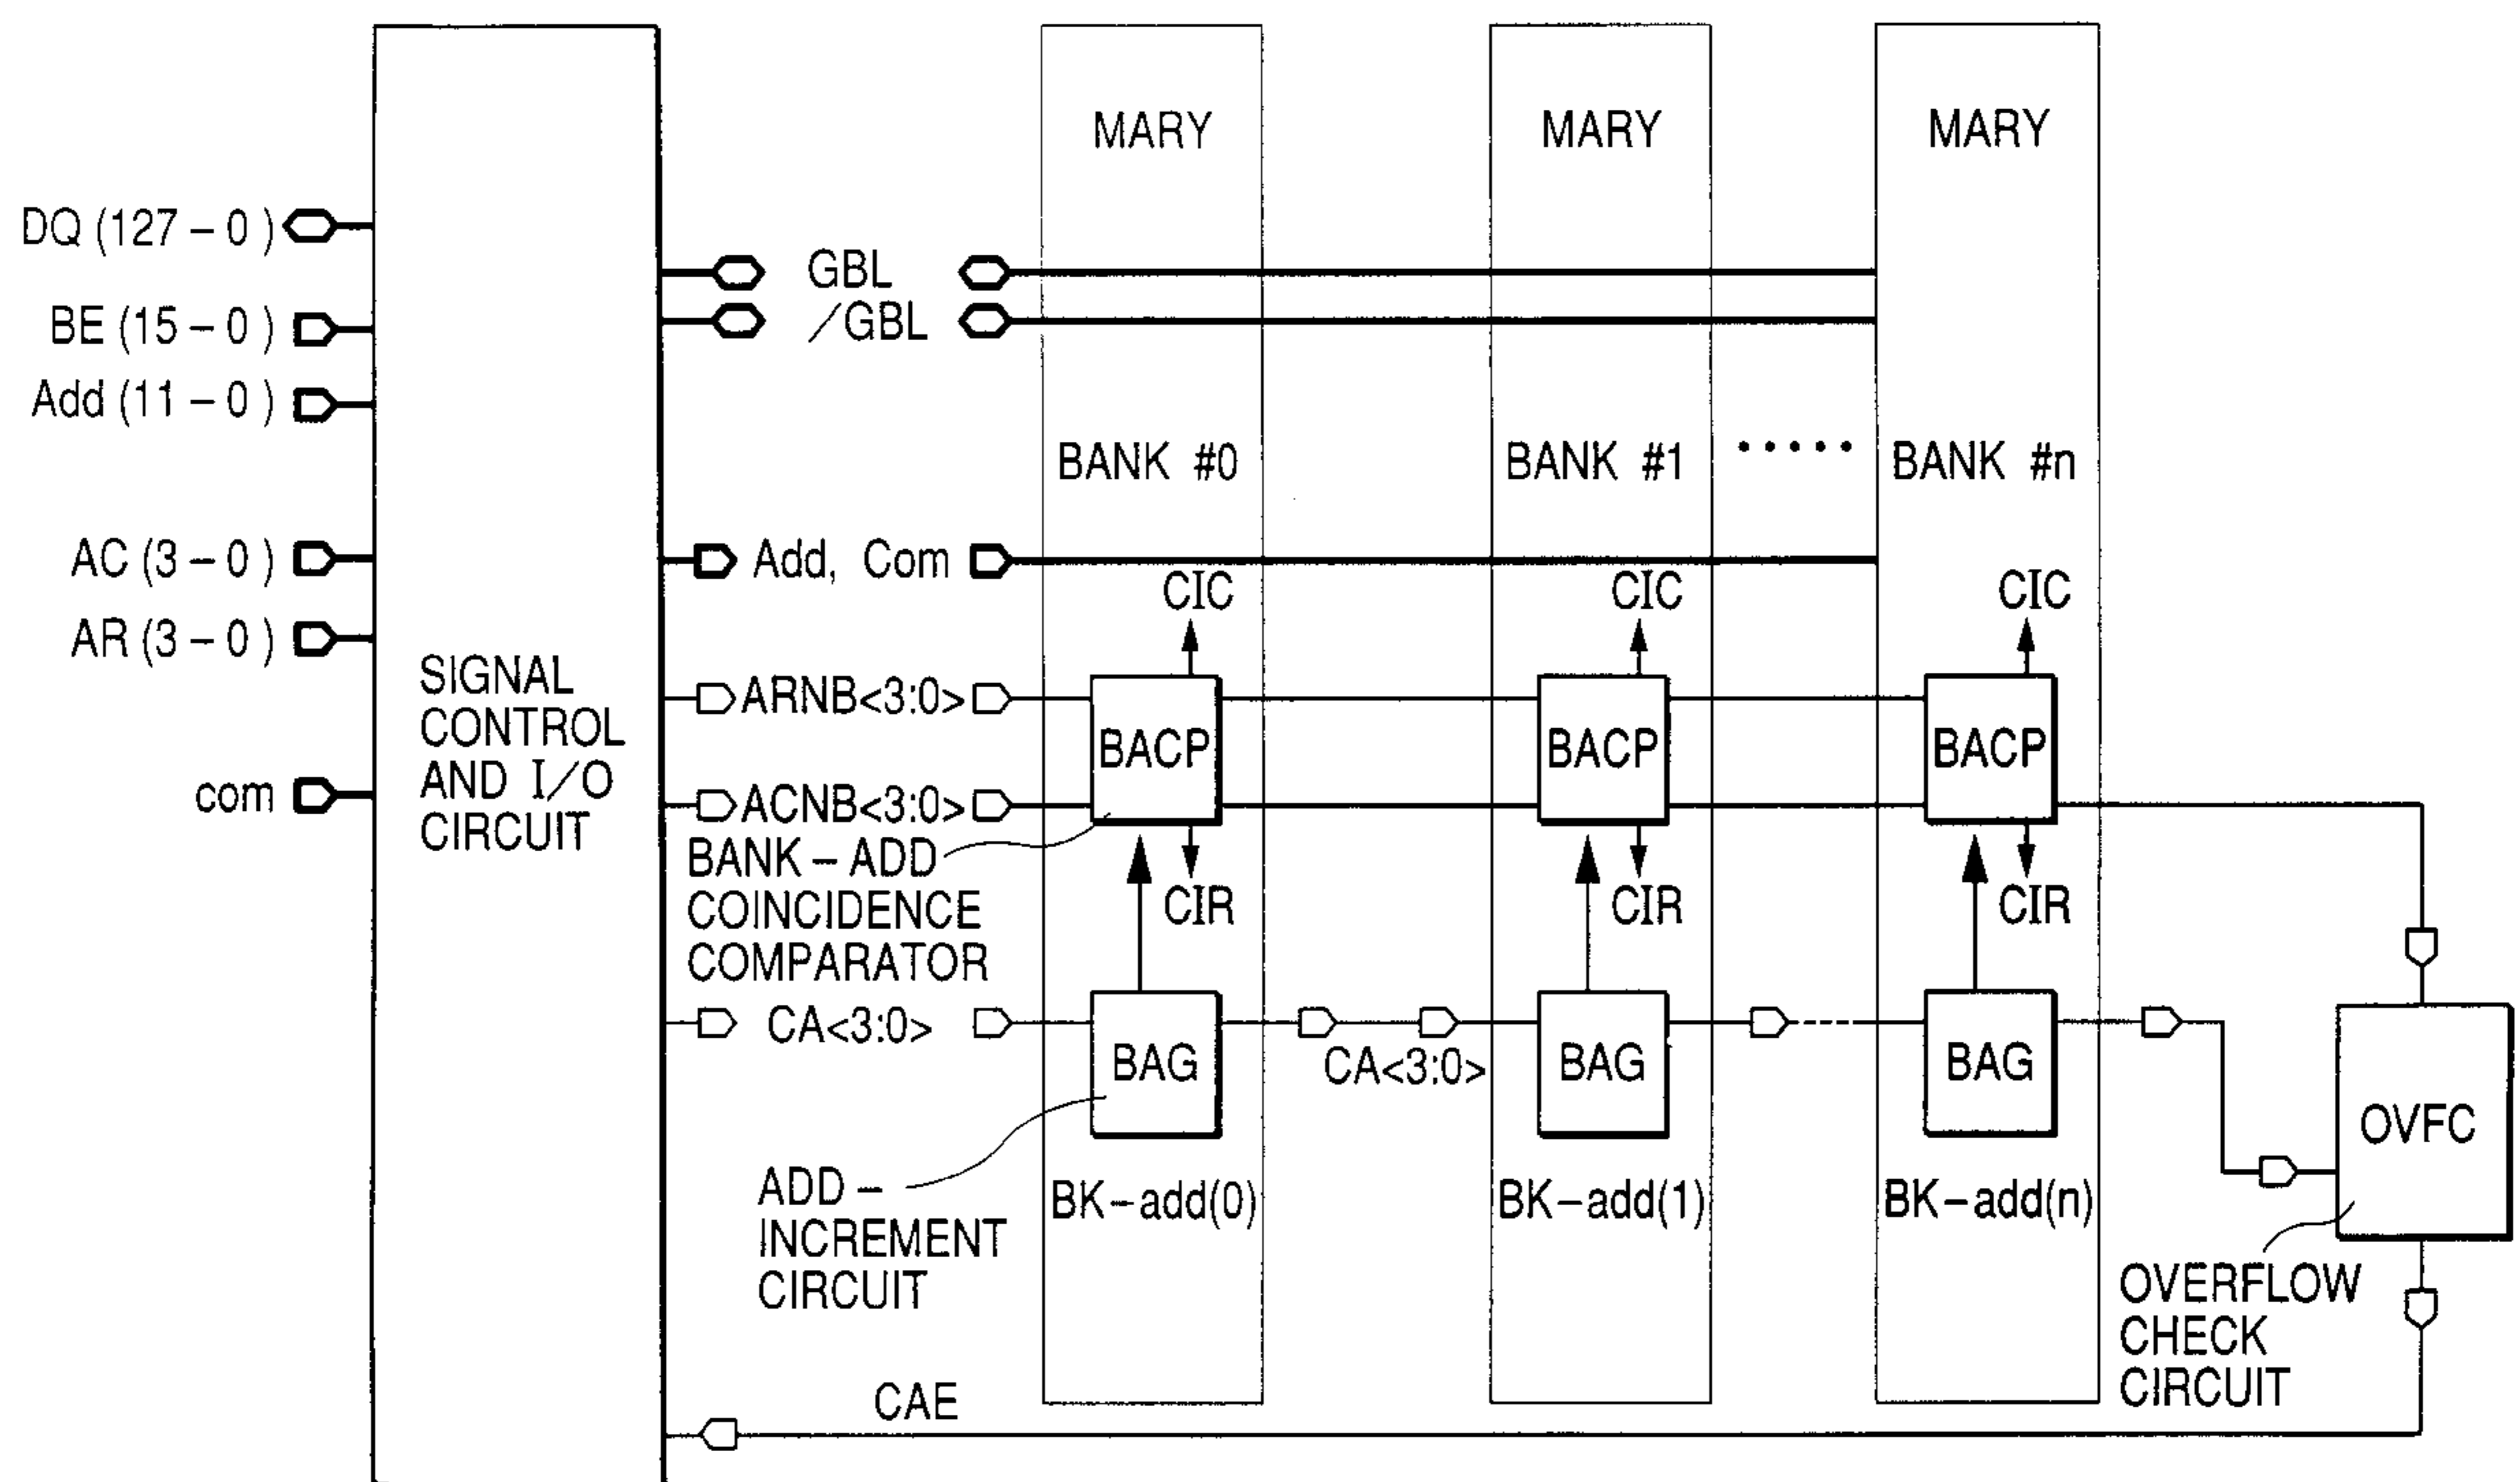 MARY MARY MARY
DQ (127 – 0)
GBL
BE (15 – 0)
/GBL
Add (11 – 0)
BANK #0 BANK #1 ····· BANK #n
AC (3 – 0)
Add, Com
CIC CIC CIC
AR (3 – 0)
SIGNAL
CONTROL
AND I/O
CIRCUIT
ARNB<3:0>
BACP BACP BACP
com
ACNB<3:0>
BANK – ADD
COINCIDENCE
COMPARATOR
CIR CIR CIR
CA<3:0>
CA<3:0>
BAG BAG BAG
OVFC
ADD –
INCREMENT
CIRCUIT
BK–add(0) BK–add(1) BK–add(n)
OVERFLOW
CHECK
CIRCUIT
CAE